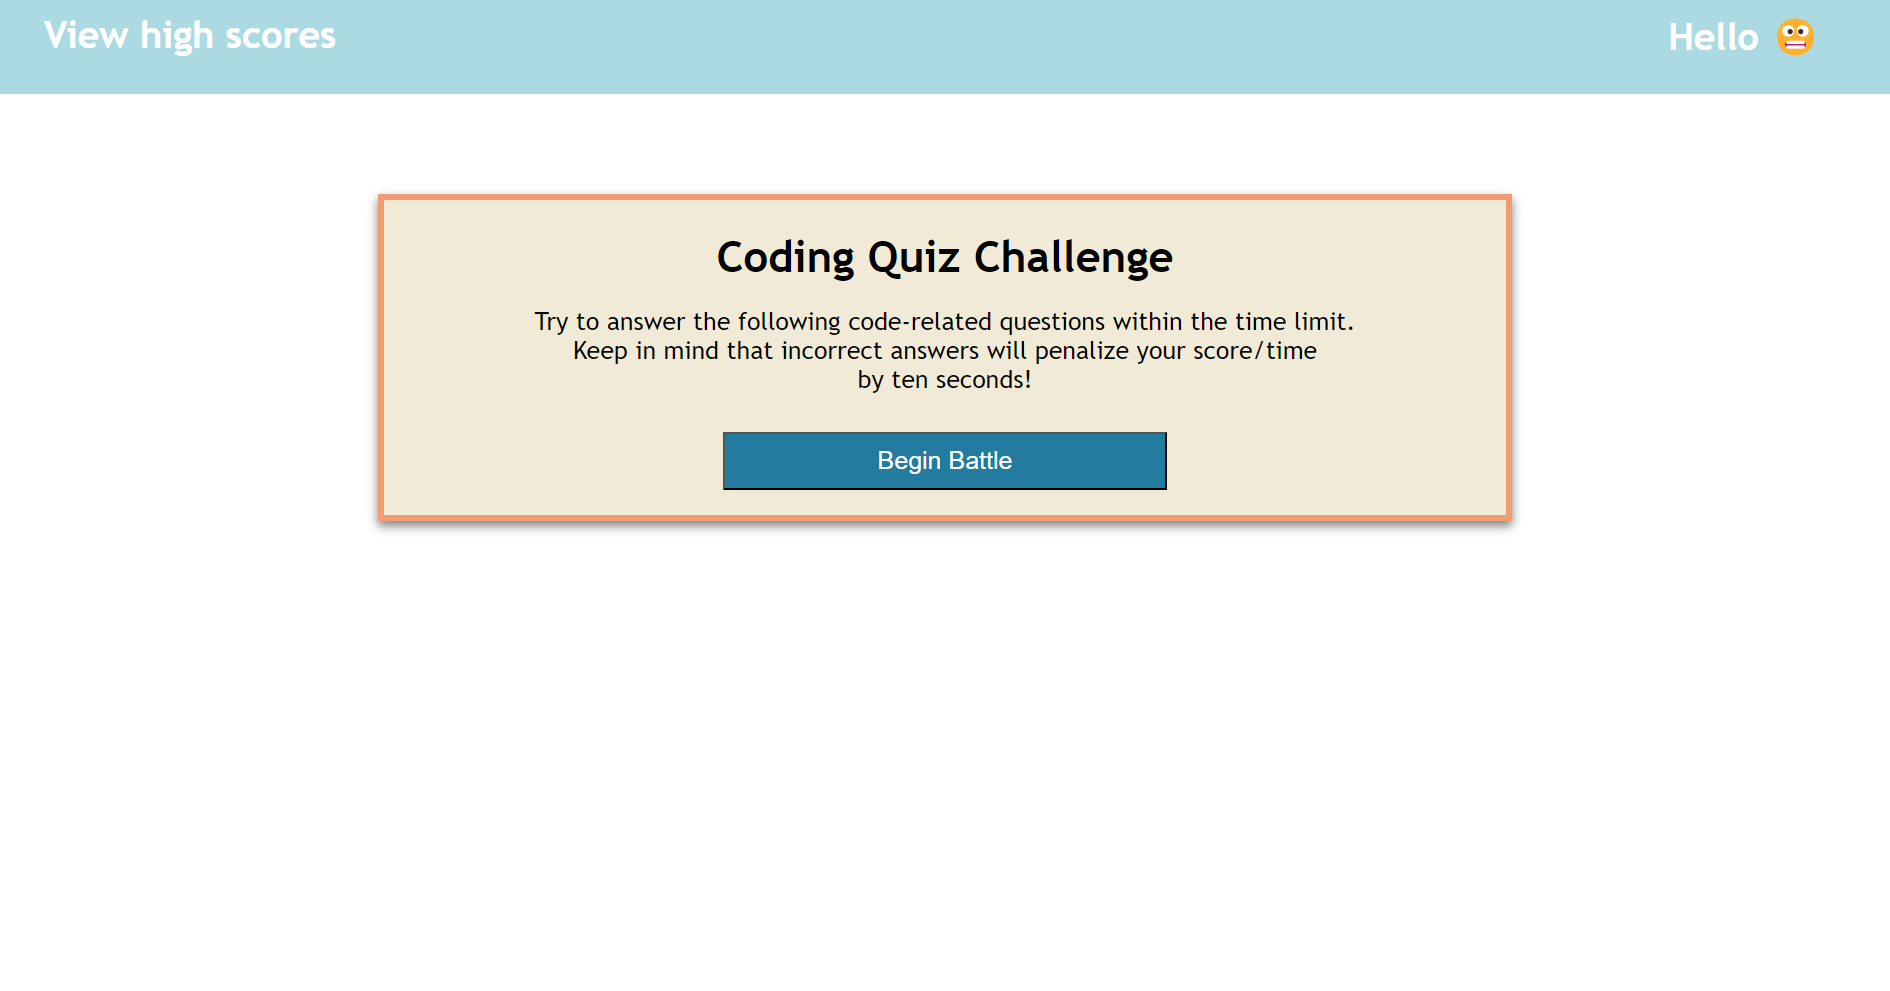 View high scores
Hello 😬
Coding Quiz Challenge
Try to answer the following code-related questions within the time limit.
Keep in mind that incorrect answers will penalize your score/time
by ten seconds!
Begin Battle